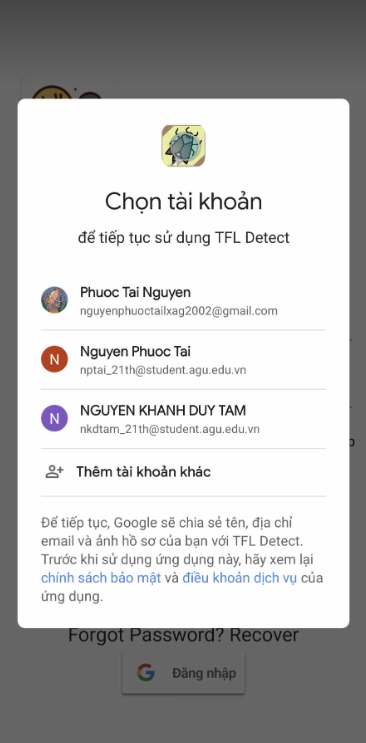 Chọn tài khoản
để tiếp tục sử dụng TFL Detect
Phuoc Tai Nguyen
nguyenphuoctailxag2002@gmail.com
N
Nguyen Phuoc Tai
nptai_21th@student.agu.edu.vn
N
NGUYEN KHANH DUY TAM
nkdtam_21th@student.agu.edu.vn
Thêm tài khoản khác
Để tiếp tục, Google sẽ chia sẻ tên, địa chỉ
email và ảnh hồ sơ của bạn với TFL Detect.
Trước khi sử dụng ứng dụng này, hãy xem lại
chính sách bảo mật và điều khoản dịch vụ của
ứng dụng.
Forgot Password? Recover
G Đăng nhập